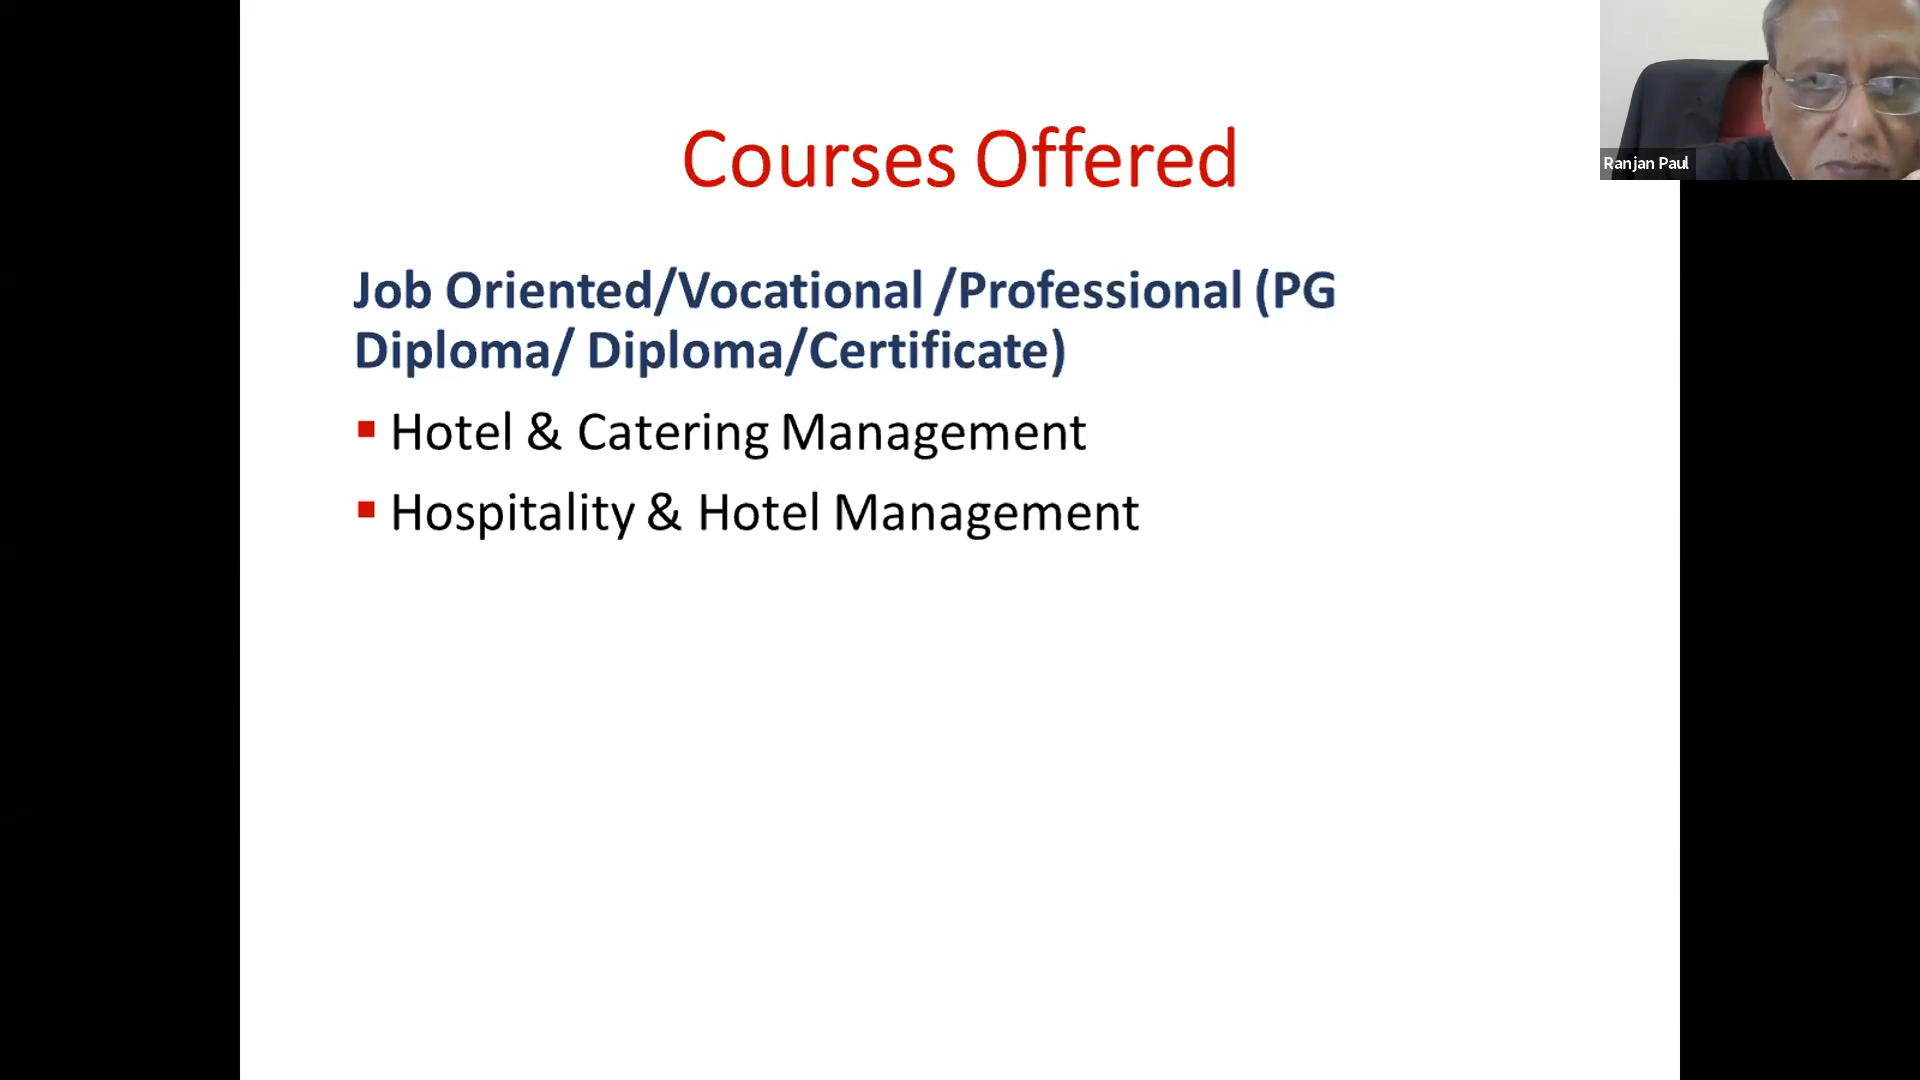 Courses Offered
Ranjan Paul
Job Oriented/Vocational /Professional (PG
Diploma/ Diploma/Certificate)
▪ Hotel & Catering Management
▪ Hospitality & Hotel Management